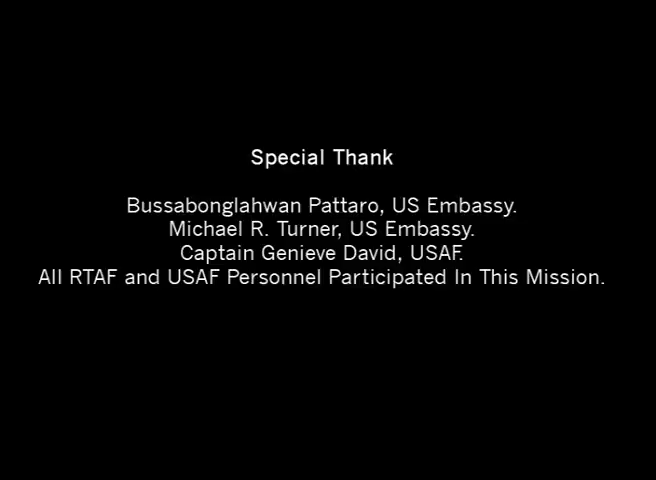 Special Thank
Bussabonglahwan Pattaro, US Embassy.
Michael R. Turner, US Embassy.
Captain Genieve David, USAF.
All RTAF and USAF Personnel Participated In This Mission.